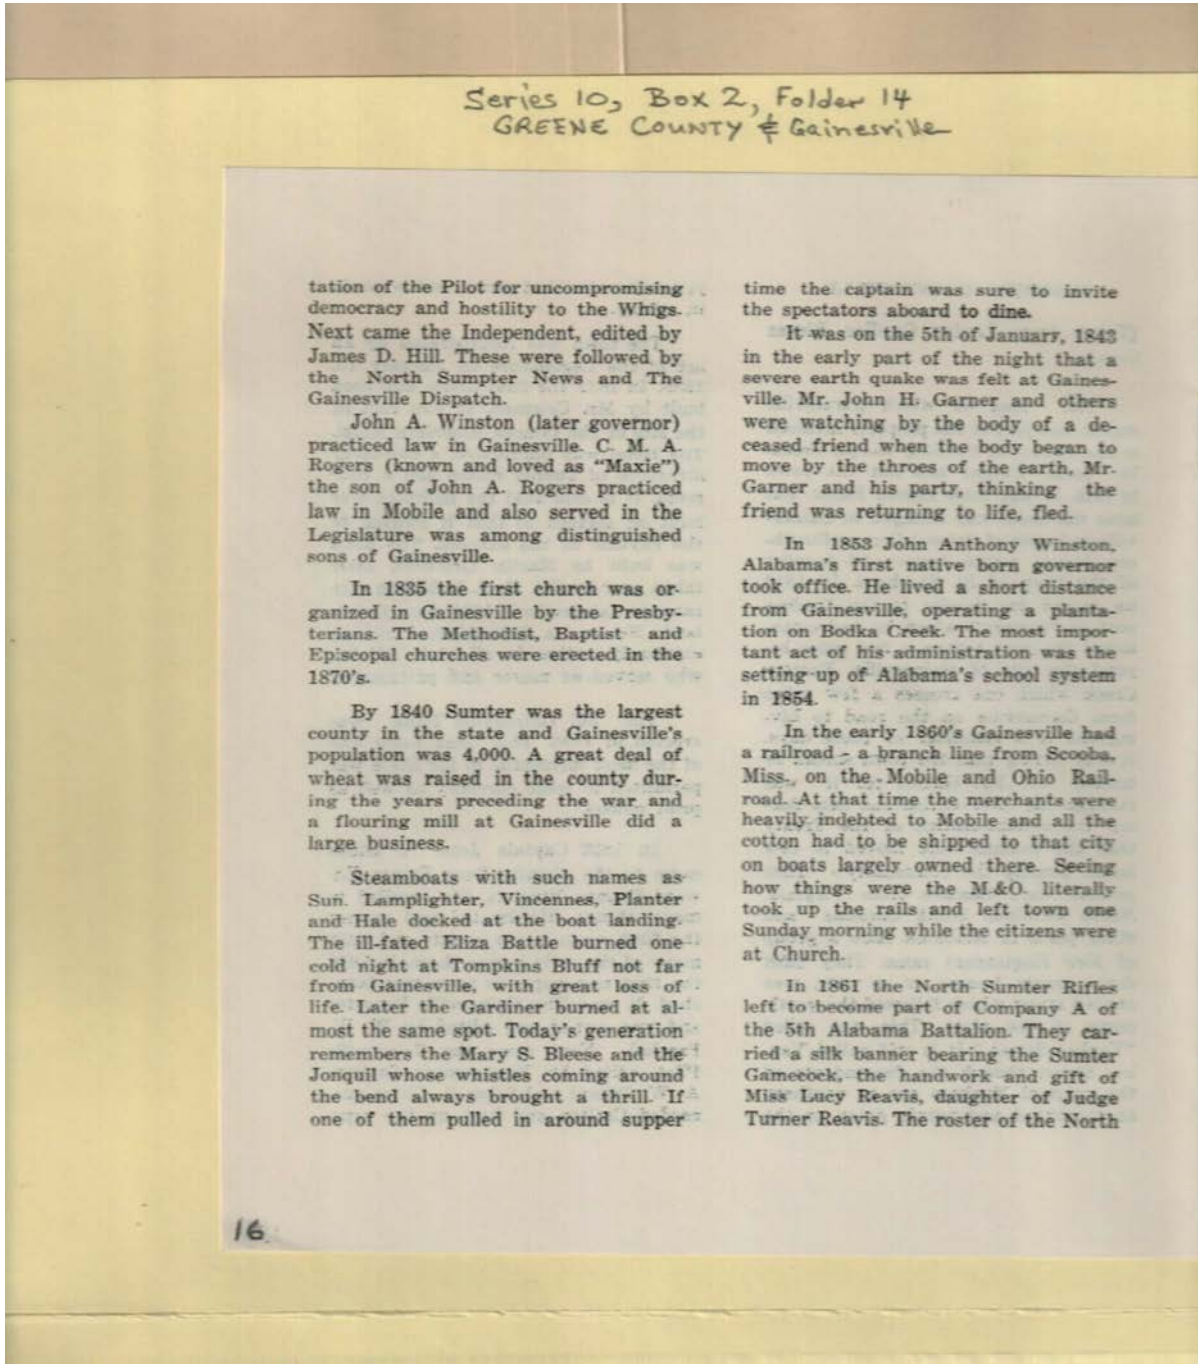 Series 10, Box 2, Folder 14
GREENE COUNTY & Gainesville
tation of the Pilot for uncompromising
democracy and hostility to the Whigs.
Next came the Independent, edited by
James D. Hill. These were followed by
the North Sumpter News and The
Gainesville Dispatch.
John A. Winston (later governor)
practiced law in Gainesville. C. M. A.
Rogers (known and loved as "Maxie")
the son of John A. Rogers practiced
law in Mobile and also served in the
Legislature was among distinguished
sons of Gainesville.
In 1835 the first church was or-
ganized in Gainesville by the Presby-
terians. The Methodist, Baptist and
Episcopal churches were erected in the
1870's.
By 1840 Sumter was the largest
county in the state and Gainesville's
population was 4,000. A great deal of
wheat was raised in the county dur-
ing the years preceding the war and
a flouring mill at Gainesville did a
large business.
Steamboats with such names as
Sun, Lamplighter, Vincennes, Planter
and Hale docked at the boat landing.
The ill-fated Eliza Battle burned one
cold night at Tompkins Bluff not far
from Gainesville, with great loss of
life. Later the Gardiner burned at al-
most the same spot. Today's generation
remembers the Mary S. Bleese and the
Jonquil whose whistles coming around
the bend always brought a thrill. If
one of them pulled in around supper
time the captain was sure to invite
the spectators aboard to dine.
It was on the 5th of January, 1843
in the early part of the night that a
severe earth quake was felt at Gaines-
ville. Mr. John H. Garner and others
were watching by the body of a de-
ceased friend when the body began to
move by the throes of the earth, Mr.
Garner and his party, thinking the
friend was returning to life, fled.
In 1853 John Anthony Winston,
Alabama's first native born governor
took office. He lived a short distance
from Gainesville, operating a planta-
tion on Bodka Creek. The most impor-
tant act of his administration was the
setting up of Alabama's school system
in 1854.
In the early 1860's Gainesville had
a railroad - a branch line from Scooba,
Miss., on the Mobile and Ohio Rail-
road. At that time the merchants were
heavily indebted to Mobile and all the
cotton had to be shipped to that city
on boats largely owned there. Seeing
how things were the M.&O. literally
took up the rails and left town one
Sunday morning while the citizens were
at Church.
In 1861 the North Sumter Rifles
left to become part of Company A of
the 5th Alabama Battalion. They car-
ried a silk banner bearing the Sumter
Gamecock, the handwork and gift of
Miss Lucy Reavis, daughter of Judge
Turner Reavis. The roster of the North
16